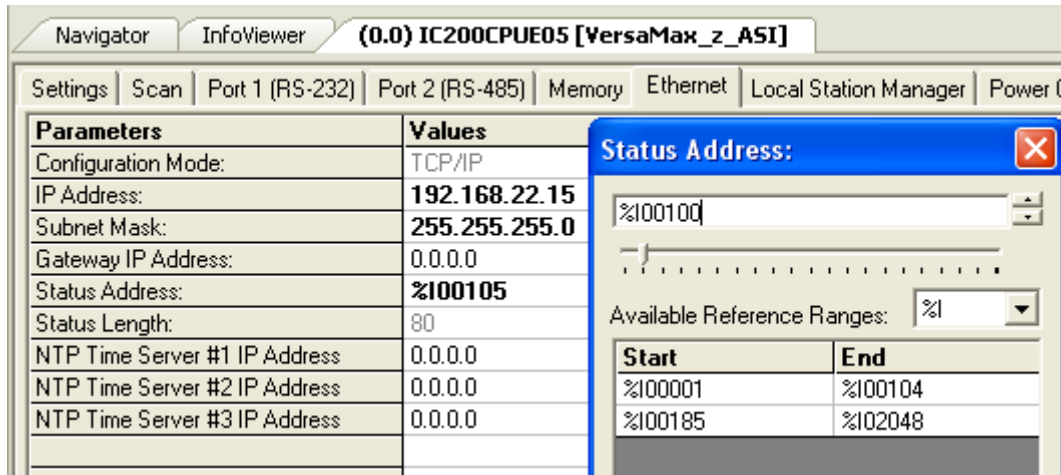 Navigator InfoViewer (0.0) IC200CPUE05 [VersaMax_z_ASI]
Settings Scan Port 1 (RS-232) Port 2 (RS-485) Memory Ethernet Local Station Manager Power
Parameters Values
Configuration Mode: TCP/IP
IP Address: 192.168.22.15
Subnet Mask: 255.255.255.0
Gateway IP Address: 0.0.0.0
Status Address: %I00105
Status Length: 80
NTP Time Server #1 IP Address 0.0.0.0
NTP Time Server #2 IP Address 0.0.0.0
NTP Time Server #3 IP Address 0.0.0.0
Status Address:
%I00100
Available Reference Ranges: %I
Start End
%I00001 %I00104
%I00185 %I02048